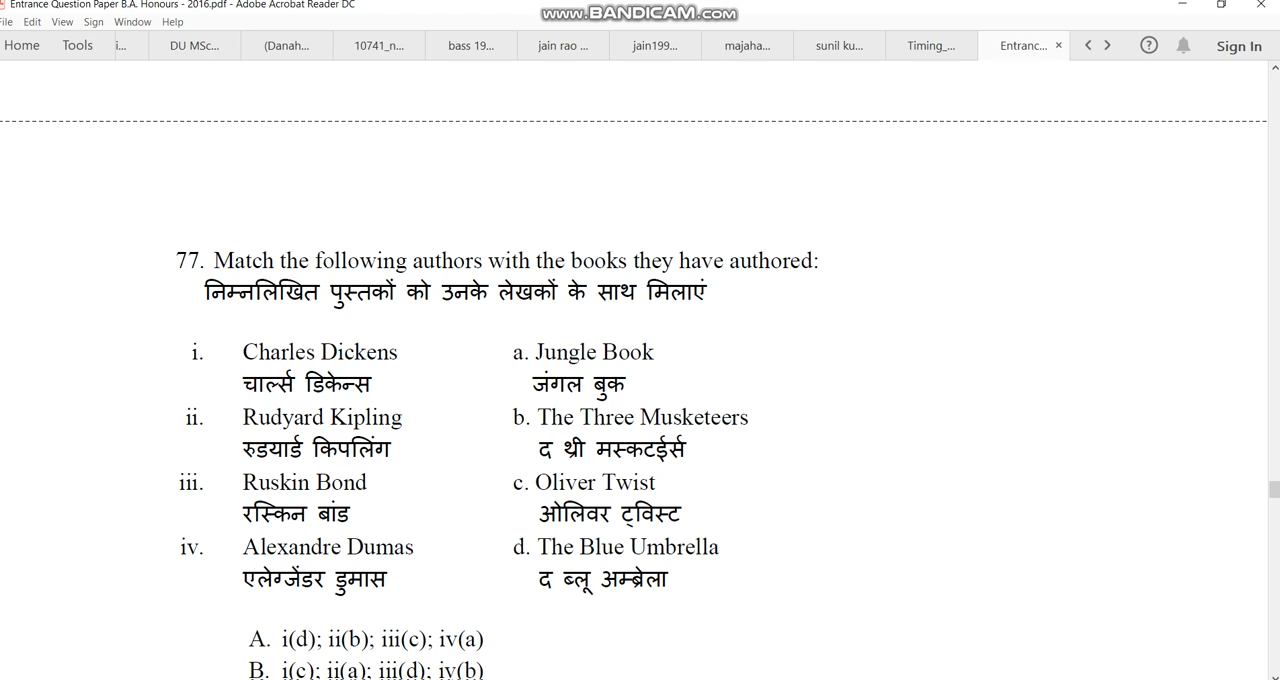 Entrance Question Paper B.A. Honours - 2016.pdf - Adobe Acrobat Reader DC
www.BANDICAM.com
File Edit View Sign Window Help
Home Tools i... DU MSc... (Danah... 10741_n... bass 19... jain rao ... jain199... majaha... sunil ku... Timing_... Entranc... × ? Sign In
77. Match the following authors with the books they have authored:
निम्नलिखित पुस्तकों को उनके लेखकों के साथ मिलाएं
i. Charles Dickens a. Jungle Book
चार्ल्स डिकेन्स जंगल बुक
ii. Rudyard Kipling b. The Three Musketeers
रुडयार्ड किपलिंग द थ्री मस्कटईर्स
iii. Ruskin Bond c. Oliver Twist
रस्किन बांड ओलिवर ट्विस्ट
iv. Alexandre Dumas d. The Blue Umbrella
एलेग्जेंडर डुमास द ब्लू अम्ब्रेला
A. i(d); ii(b); iii(c); iv(a)
B. i(c); ii(a); iii(d); iv(b)